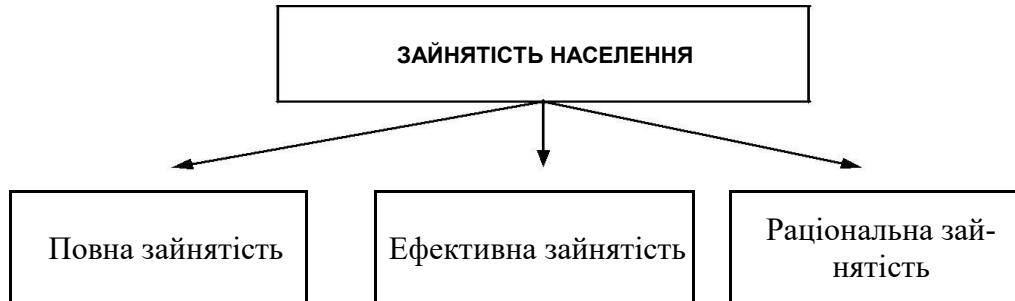 ЗАЙНЯТІСТЬ НАСЕЛЕННЯ
Повна зайнятість
Ефективна зайнятість
Раціональна зай-
нятість